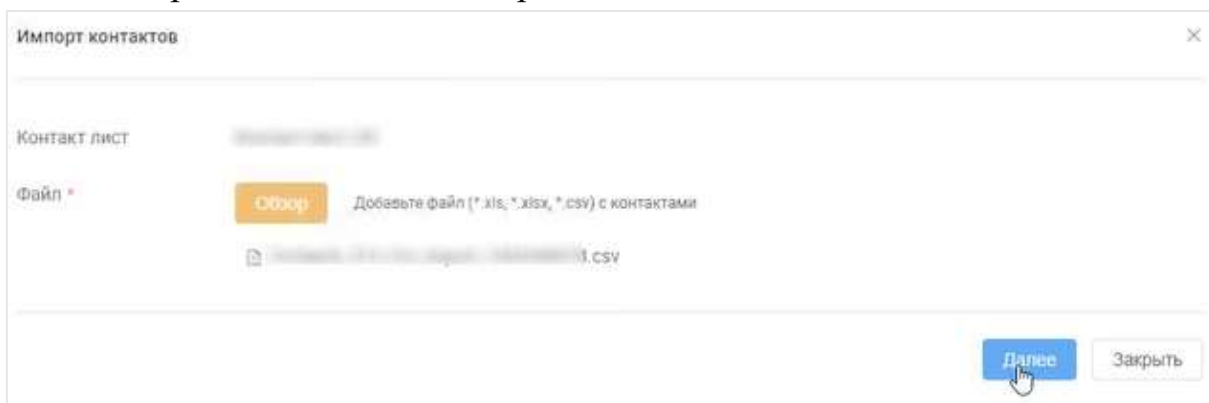 Импорт контактов
Контакт лист
Файл *
Обзор Добавьте файл (*.xls, *.xlsx, *.csv) с контактами
.csv
Далее Закрыть